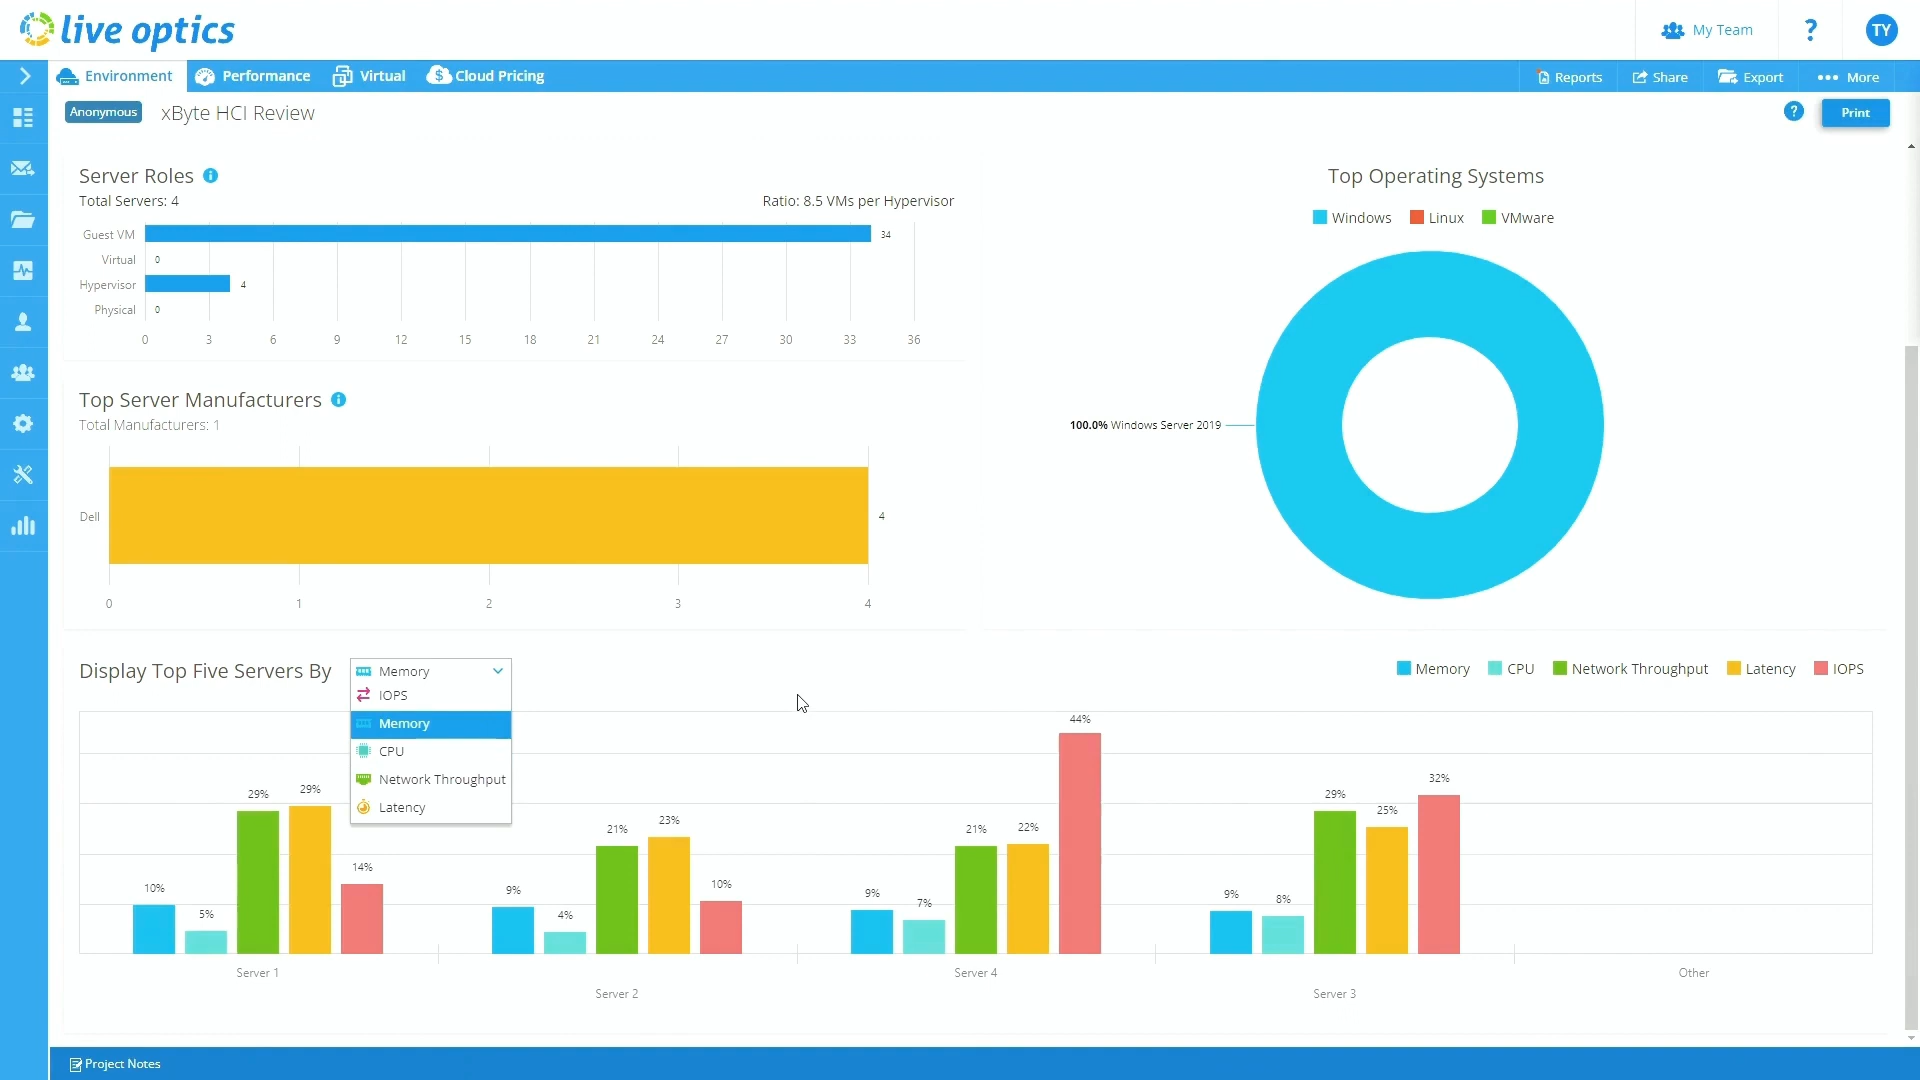 live optics
My Team
?
TY
Environment
Performance
Virtual
Cloud Pricing
Reports
Share
Export
More
Anonymous
xByte HCI Review
?
Print
Server Roles
Total Servers: 4
Ratio: 8.5 VMs per Hypervisor
Guest VM
34
Virtual
0
Hypervisor
4
Physical
0
0 3 6 9 12 15 18 21 24 27 30 33 36
Top Operating Systems
Windows Linux VMware
100.0% Windows Server 2019
Top Server Manufacturers
Total Manufacturers: 1
Dell
4
0 1 2 3 4
Display Top Five Servers By
Memory
IOPS
Memory
CPU
Network Throughput
Latency
Memory CPU Network Throughput Latency IOPS
10% 5% 29% 29% 14%
9% 4% 21% 23% 10%
9% 7% 21% 22% 44%
9% 8% 29% 25% 32%
Server 1
Server 2
Server 4
Server 3
Other
Project Notes